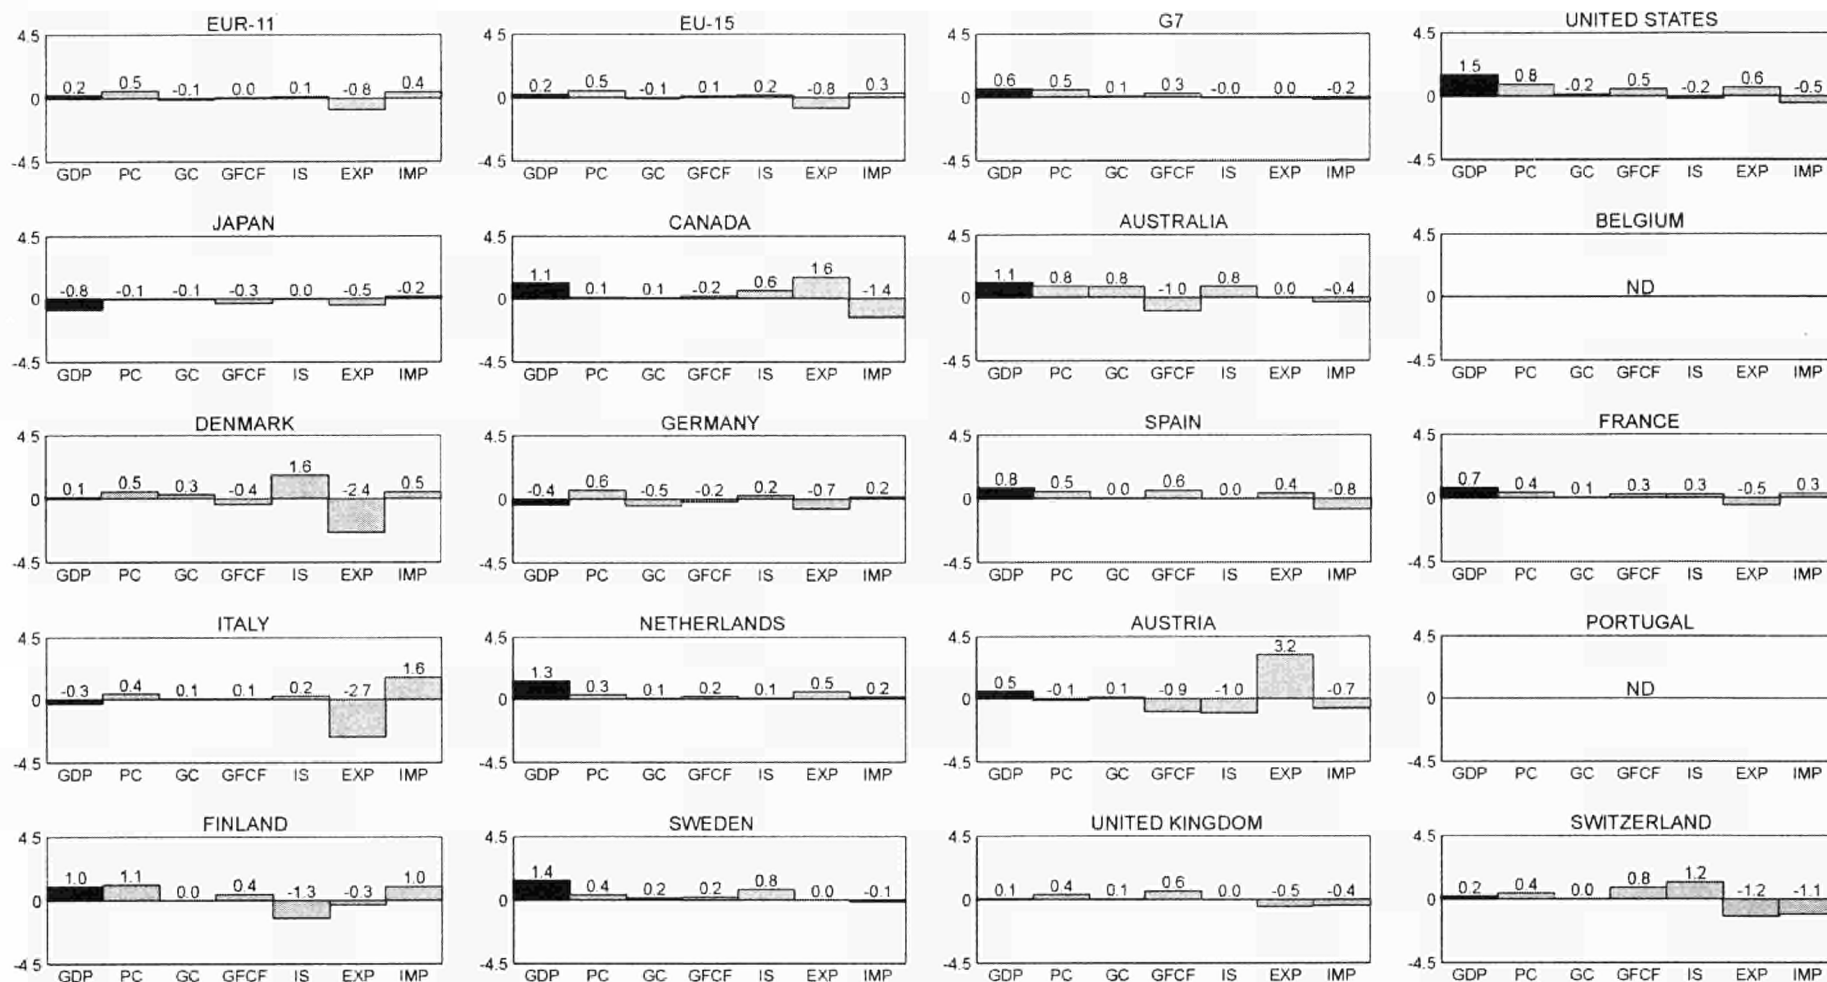 EUR-11 EU-15 G7 UNITED STATES
4.5 4.5 4.5 4.5
0.2 0.5 -0.1 0.0 0.1 -0.8 0.4 0.2 0.5 -0.1 0.1 0.2 -0.8 0.3 0.6 0.5 0.1 0.3 -0.0 0.0 -0.2 1.5 0.8 -0.2 0.5 -0.2 0.6 -0.5
0 0 0 0
-4.5 -4.5 -4.5 -4.5
GDP PC GC GFCF IS EXP IMP GDP PC GC GFCF IS EXP IMP GDP PC GC GFCF IS EXP IMP GDP PC GC GFCF IS EXP IMP
JAPAN CANADA AUSTRALIA BELGIUM
4.5 4.5 4.5 4.5
-0.8 -0.1 -0.1 -0.3 0.0 -0.5 -0.2 1.1 0.1 0.1 -0.2 0.6 1.6 -1.4 1.1 0.8 0.8 -1.0 0.8 0.0 -0.4 ND
0 0 0 0
-4.5 -4.5 -4.5 -4.5
GDP PC GC GFCF IS EXP IMP GDP PC GC GFCF IS EXP IMP GDP PC GC GFCF IS EXP IMP GDP PC GC GFCF IS EXP IMP
DENMARK GERMANY SPAIN FRANCE
4.5 4.5 4.5 4.5
0.1 0.5 0.3 -0.4 1.6 -2.4 0.5 -0.4 0.6 -0.5 -0.2 0.2 -0.7 0.2 0.8 0.5 0.0 0.6 0.0 0.4 -0.8 0.7 0.4 0.1 0.3 0.3 -0.5 0.3
0 0 0 0
-4.5 -4.5 -4.5 -4.5
GDP PC GC GFCF IS EXP IMP GDP PC GC GFCF IS EXP IMP GDP PC GC GFCF IS EXP IMP GDP PC GC GFCF IS EXP IMP
ITALY NETHERLANDS AUSTRIA PORTUGAL
4.5 4.5 4.5 4.5
-0.3 0.4 0.1 0.1 0.2 -2.7 1.6 1.3 0.3 0.1 0.2 0.1 0.5 0.2 0.5 -0.1 0.1 -0.9 -1.0 3.2 -0.7 ND
0 0 0 0
-4.5 -4.5 -4.5 -4.5
GDP PC GC GFCF IS EXP IMP GDP PC GC GFCF IS EXP IMP GDP PC GC GFCF IS EXP IMP GDP PC GC GFCF IS EXP IMP
FINLAND SWEDEN UNITED KINGDOM SWITZERLAND
4.5 4.5 4.5 4.5
1.0 1.1 0.0 0.4 -1.3 -0.3 1.0 1.4 0.4 0.2 0.2 0.8 0.0 -0.1 0.1 0.4 0.1 0.6 0.0 -0.5 -0.4 0.2 0.4 0.0 0.8 1.2 -1.2 -1.1
0 0 0 0
-4.5 -4.5 -4.5 -4.5
GDP PC GC GFCF IS EXP IMP GDP PC GC GFCF IS EXP IMP GDP PC GC GFCF IS EXP IMP GDP PC GC GFCF IS EXP IMP